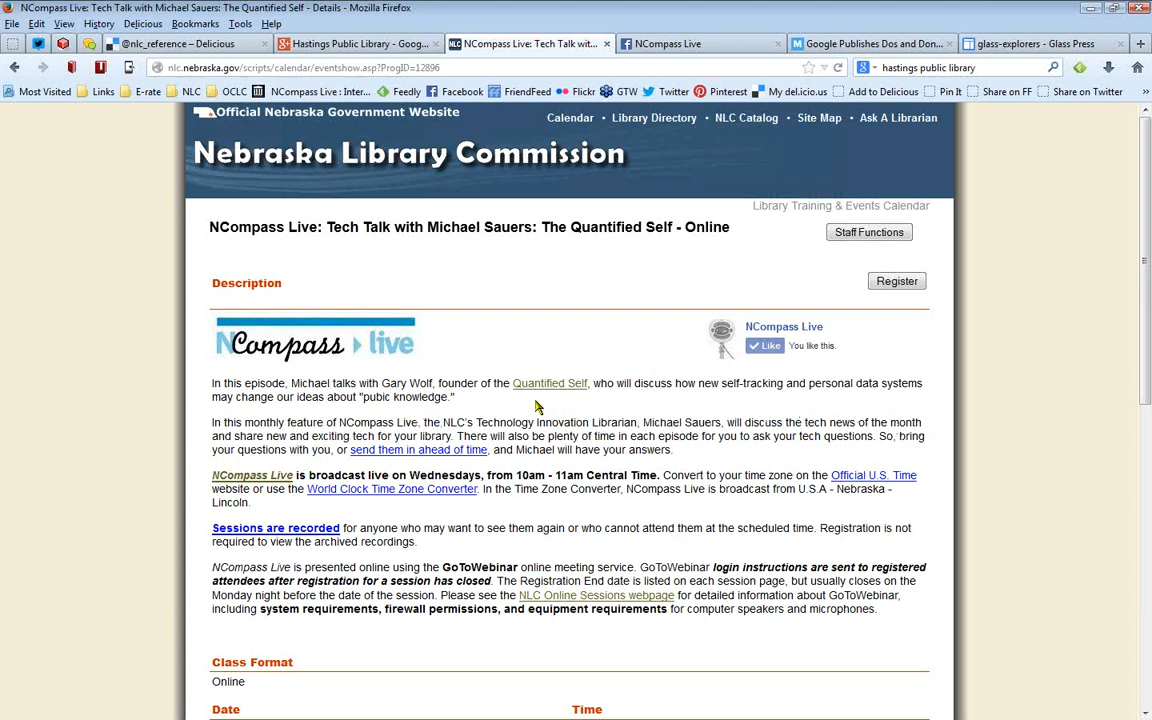 NCompass Live: Tech Talk with Michael Sauers: The Quantified Self - Details - Mozilla Firefox
File Edit View History Delicious Bookmarks Tools Help
@nlc_reference – Delicious
Hastings Public Library - Goog...
NLC NCompass Live: Tech Talk wit...
NCompass Live
Google Publishes Dos and Don...
glass-explorers - Glass Press
nlc.nebraska.gov/scripts/calendar/eventshow.asp?ProgID=12896
hastings public library
Most Visited Links E-rate NLC OCLC NCompass Live : Inter... Feedly Facebook FriendFeed Flickr GTW Twitter Pinterest My del.icio.us Add to Delicious Pin It Share on FF Share on Twitter
Official Nebraska Government Website
Calendar • Library Directory • NLC Catalog • Site Map • Ask A Librarian
Nebraska Library Commission
Library Training & Events Calendar
NCompass Live: Tech Talk with Michael Sauers: The Quantified Self - Online
Staff Functions
Description
Register
NCompass live
NCompass Live
Like You like this.
In this episode, Michael talks with Gary Wolf, founder of the Quantified Self, who will discuss how new self-tracking and personal data systems
may change our ideas about "pubic knowledge."
In this monthly feature of NCompass Live, the NLC's Technology Innovation Librarian, Michael Sauers, will discuss the tech news of the month
and share new and exciting tech for your library. There will also be plenty of time in each episode for you to ask your tech questions. So, bring
your questions with you, or send them in ahead of time, and Michael will have your answers.
NCompass Live is broadcast live on Wednesdays, from 10am - 11am Central Time. Convert to your time zone on the Official U.S. Time
website or use the World Clock Time Zone Converter. In the Time Zone Converter, NCompass Live is broadcast from U.S.A - Nebraska -
Lincoln.
Sessions are recorded for anyone who may want to see them again or who cannot attend them at the scheduled time. Registration is not
required to view the archived recordings.
NCompass Live is presented online using the GoToWebinar online meeting service. GoToWebinar login instructions are sent to registered
attendees after registration for a session has closed. The Registration End date is listed on each session page, but usually closes on the
Monday night before the date of the session. Please see the NLC Online Sessions webpage for detailed information about GoToWebinar,
including system requirements, firewall permissions, and equipment requirements for computer speakers and microphones.
Class Format
Online
Date Time